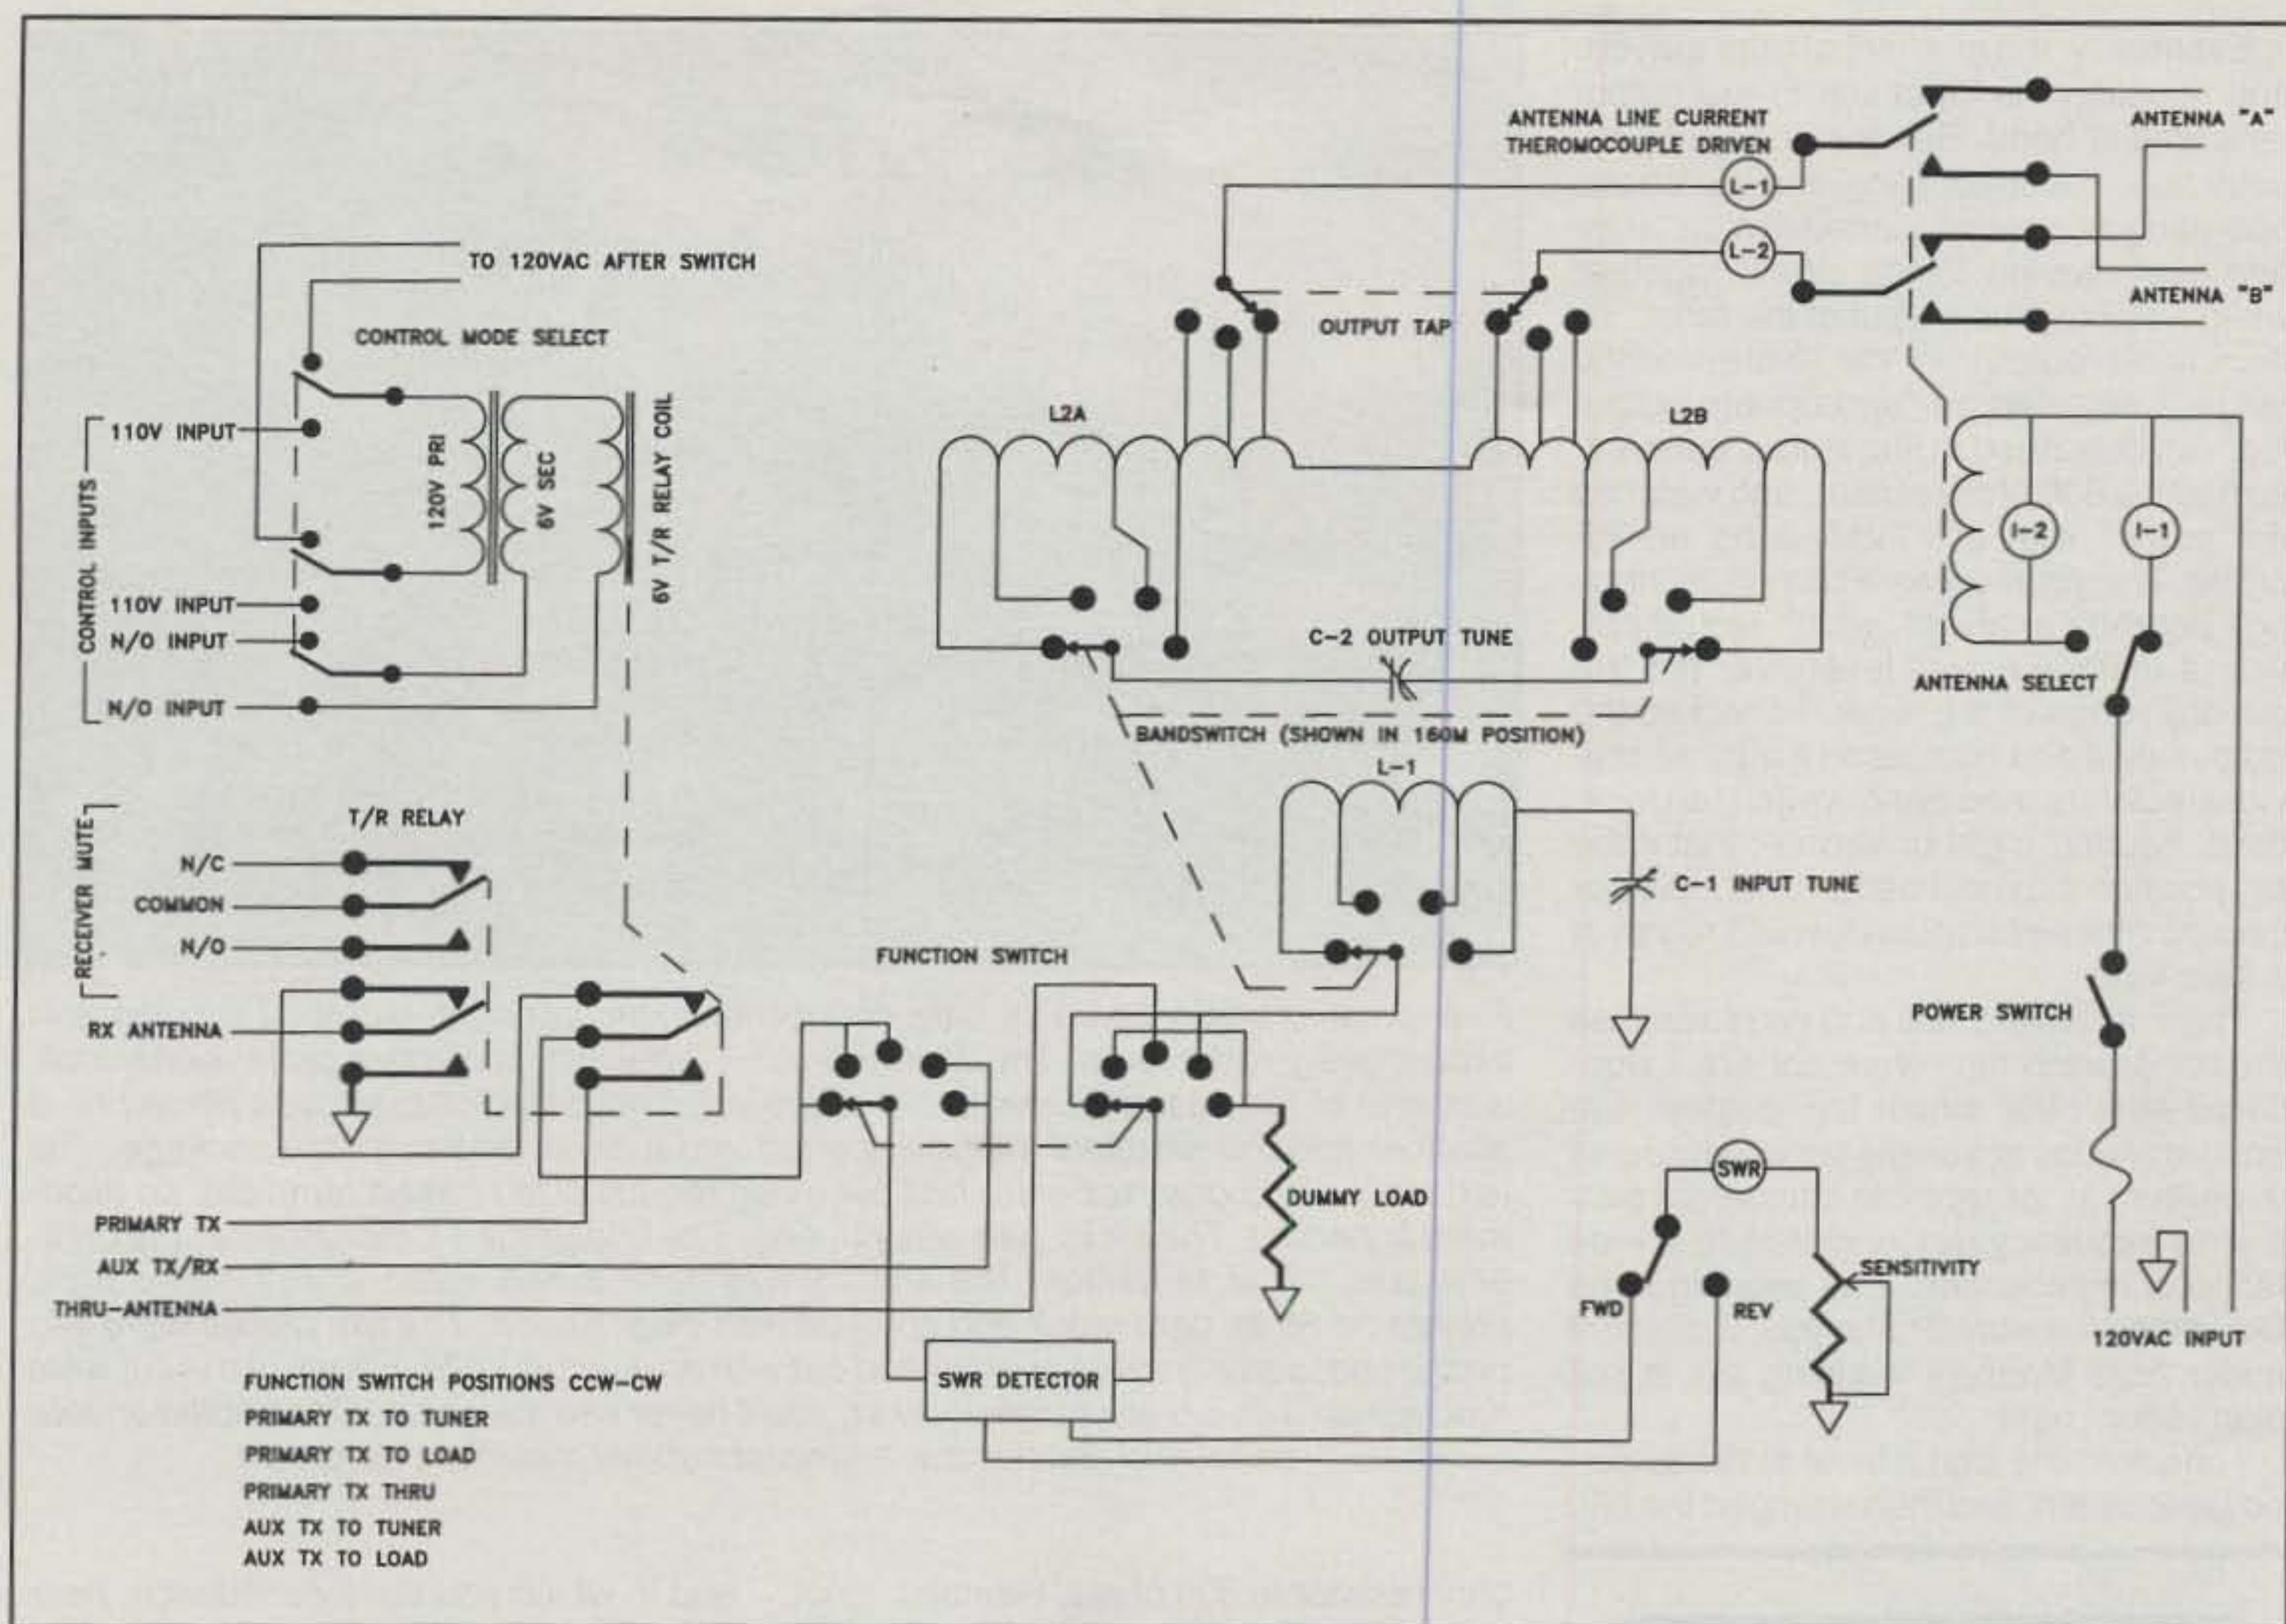 ANTENNA LINE CURRENT
THEROMOCOUPLE DRIVEN
L-1
L-2
ANTENNA "A"
ANTENNA "B"
TO 120VAC AFTER SWITCH
CONTROL MODE SELECT
OUTPUT TAP
L2A
L2B
CONTROL INPUTS
110V INPUT
110V INPUT
N/O INPUT
N/O INPUT
120V PRI
6V SEC
6V T/R RELAY COIL
I-2
I-1
C-2 OUTPUT TUNE
ANTENNA SELECT
BANDSWITCH (SHOWN IN 160M POSITION)
L-1
C-1 INPUT TUNE
RECEIVER MUTE
T/R RELAY
N/C
COMMON
N/O
RX ANTENNA
FUNCTION SWITCH
POWER SWITCH
DUMMY LOAD
SWR
SENSITIVITY
FWD
REV
120VAC INPUT
PRIMARY TX
AUX TX/RX
THRU-ANTENNA
SWR DETECTOR
FUNCTION SWITCH POSITIONS CCW-CW
PRIMARY TX TO TUNER
PRIMARY TX TO LOAD
PRIMARY TX THRU
AUX TX TO TUNER
AUX TX TO LOAD